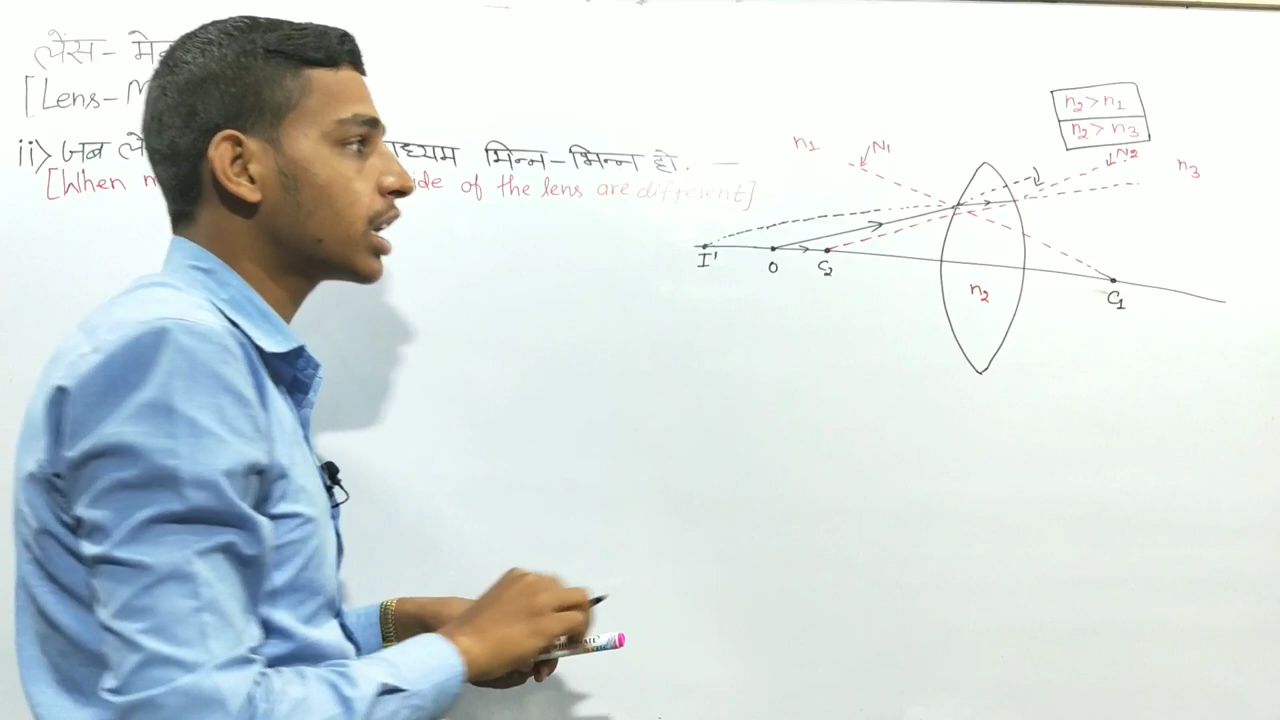 लेंस-
[Lens-M
ii> जब माध्यम भिन्न-भिन्न हो. —
[When side of the lens are different]
n₂>n₁
n₂>n₃
n₁
N₁
N₂
n₃
I'
O
C₂
n₂
C₁